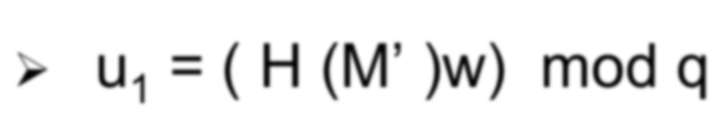 ➢ u₁ = ( H (M’ )w) mod q